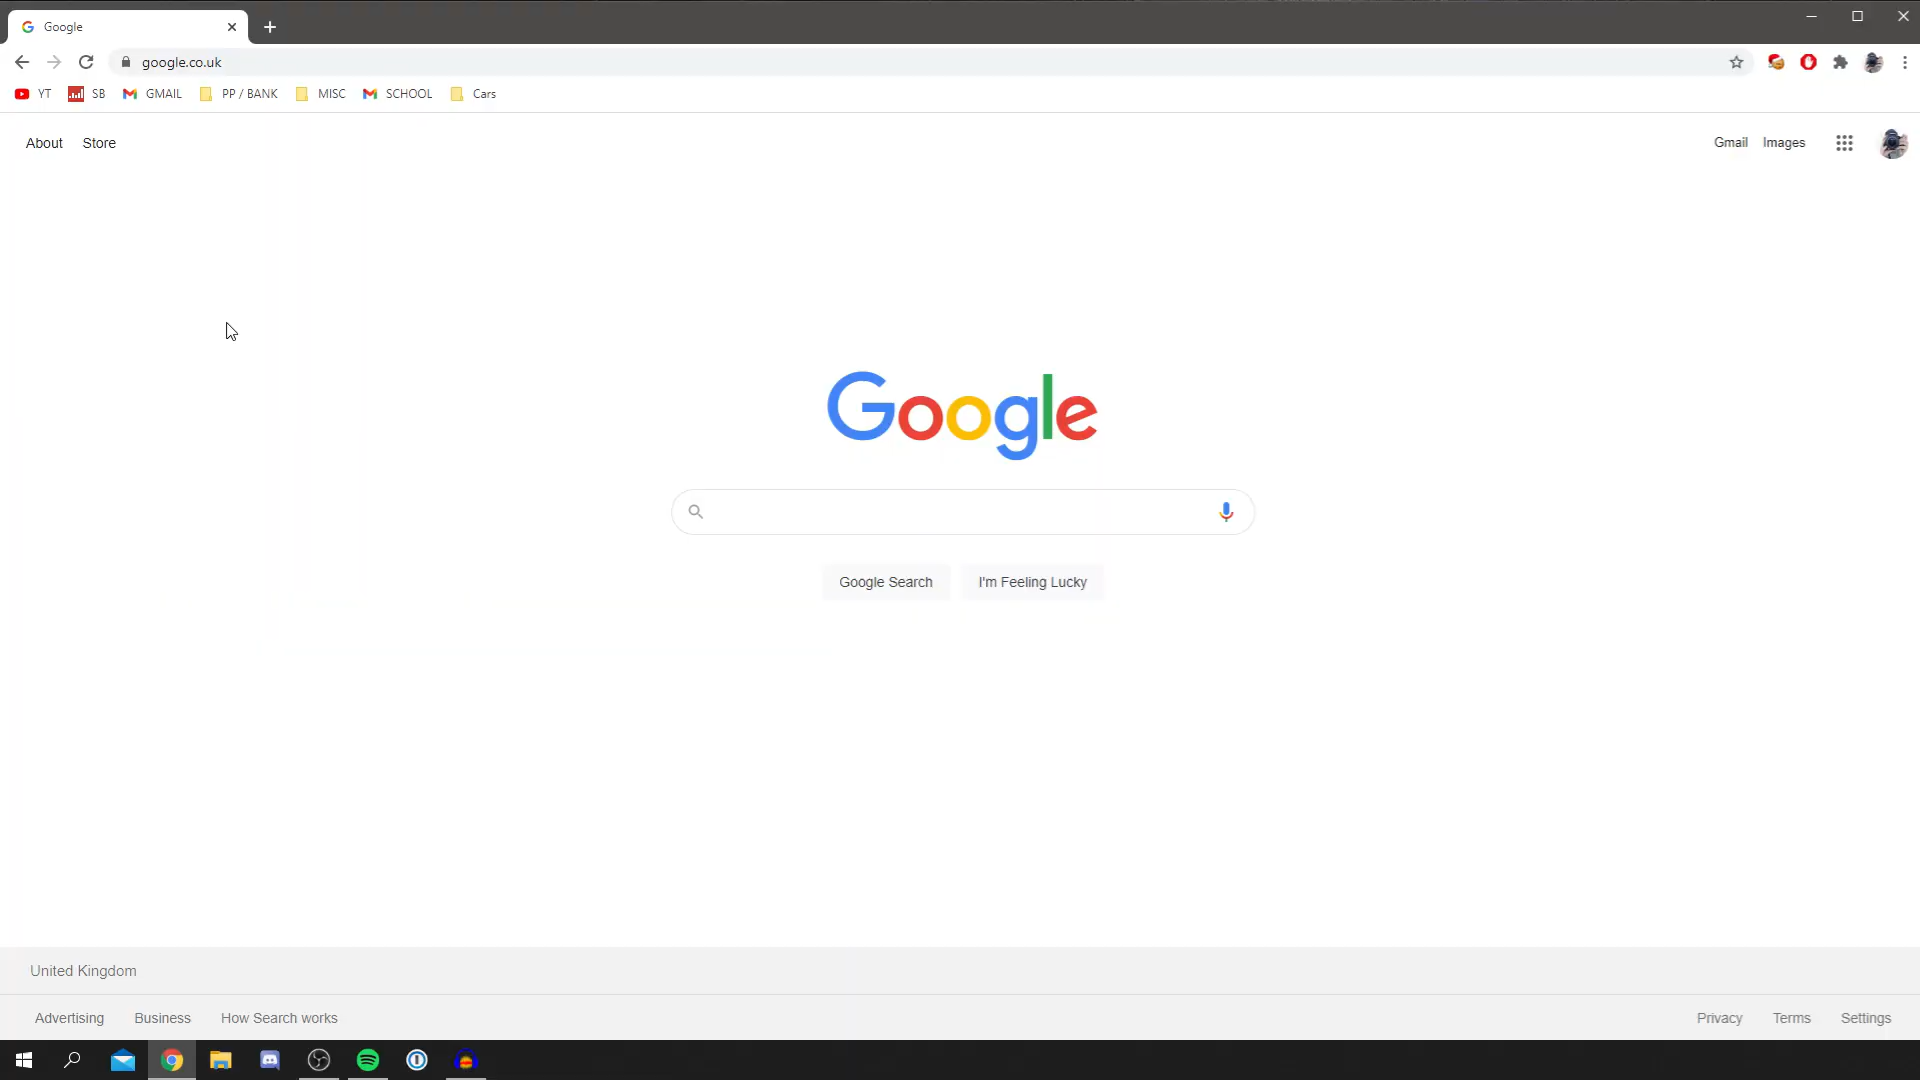 Google
google.co.uk
YT SB GMAIL PP / BANK MISC SCHOOL Cars
About Store Gmail Images
Google
Google Search I'm Feeling Lucky
United Kingdom
Advertising Business How Search works Privacy Terms Settings